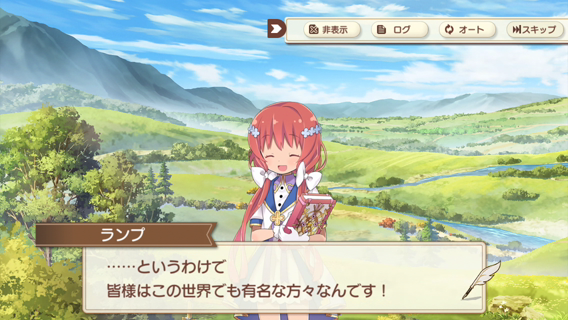 非表示
ログ
オート
スキップ
ランプ
……というわけで
皆様はこの世界でも有名な方々なんです！